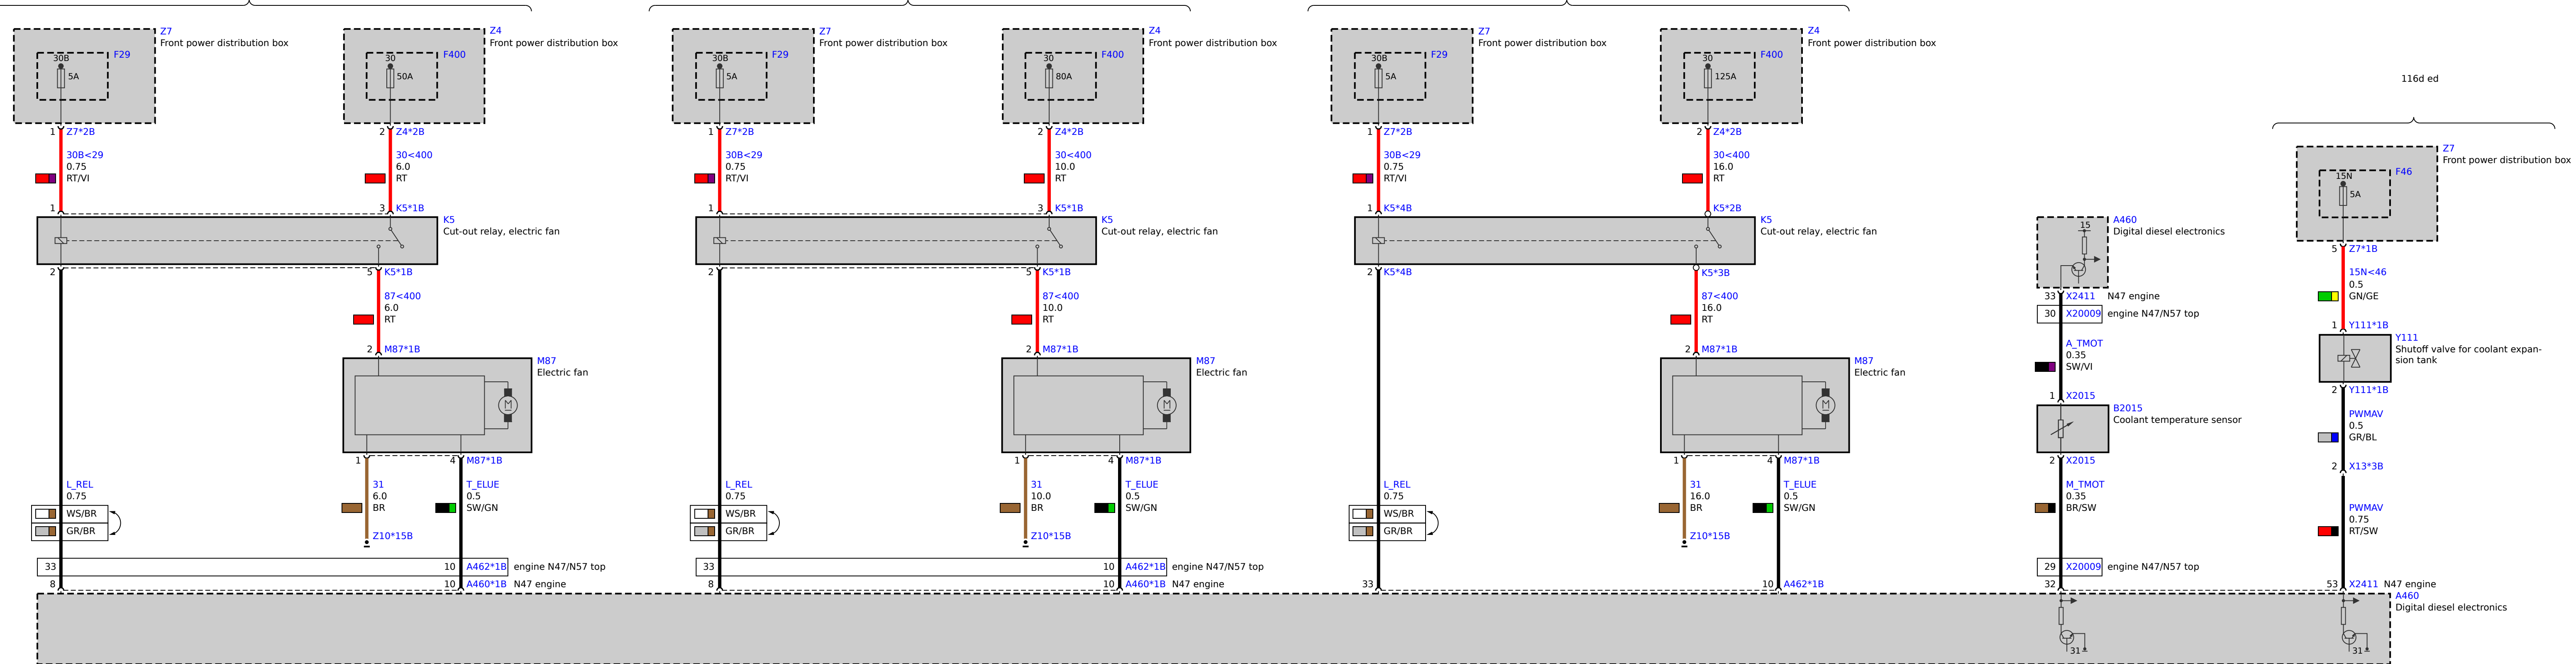 Z7
Front power distribution box
F29
30B
5A
1 Z7*2B
30B<29
0.75
RT/VI
1
Z4
Front power distribution box
F400
30
50A
2 Z4*2B
30<400
6.0
RT
3 K5*1B
K5
Cut-out relay, electric fan
2
5 K5*1B
87<400
6.0
RT
2 M87*1B
M87
Electric fan
M
1
4 M87*1B
L_REL
0.75
WS/BR
GR/BR
31
6.0
BR
Z10*15B
T_ELUE
0.5
SW/GN
33
10 A462*1B engine N47/N57 top
8
10 A460*1B N47 engine
Z7
Front power distribution box
F29
30B
5A
1 Z7*2B
30B<29
0.75
RT/VI
1
Z4
Front power distribution box
F400
30
80A
2 Z4*2B
30<400
10.0
RT
3 K5*1B
K5
Cut-out relay, electric fan
2
5 K5*1B
87<400
10.0
RT
2 M87*1B
M87
Electric fan
M
1
4 M87*1B
L_REL
0.75
WS/BR
GR/BR
31
10.0
BR
Z10*15B
T_ELUE
0.5
SW/GN
33
10 A462*1B engine N47/N57 top
8
10 A460*1B N47 engine
Z7
Front power distribution box
F29
30B
5A
1 Z7*2B
30B<29
0.75
RT/VI
1 K5*4B
Z4
Front power distribution box
F400
30
125A
2 Z4*2B
30<400
16.0
RT
K5*2B
K5
Cut-out relay, electric fan
2 K5*4B
K5*3B
87<400
16.0
RT
2 M87*1B
M87
Electric fan
M
1
4 M87*1B
L_REL
0.75
WS/BR
GR/BR
31
16.0
BR
Z10*15B
T_ELUE
0.5
SW/GN
33
10 A462*1B
A460
Digital diesel electronics
15
33 X2411 N47 engine
30 X20009 engine N47/N57 top
A_TMOT
0.35
SW/VI
1 X2015
B2015
Coolant temperature sensor
2 X2015
M_TMOT
0.35
BR/SW
29 X20009 engine N47/N57 top
32
31
116d ed
Z7
Front power distribution box
F46
15N
5A
5 Z7*1B
15N<46
0.5
GN/GE
1 Y111*1B
Y111
Shutoff valve for coolant expan-
sion tank
2 Y111*1B
PWMAV
0.5
GR/BL
2 X13*3B
PWMAV
0.75
RT/SW
53 X2411 N47 engine
A460
Digital diesel electronics
31